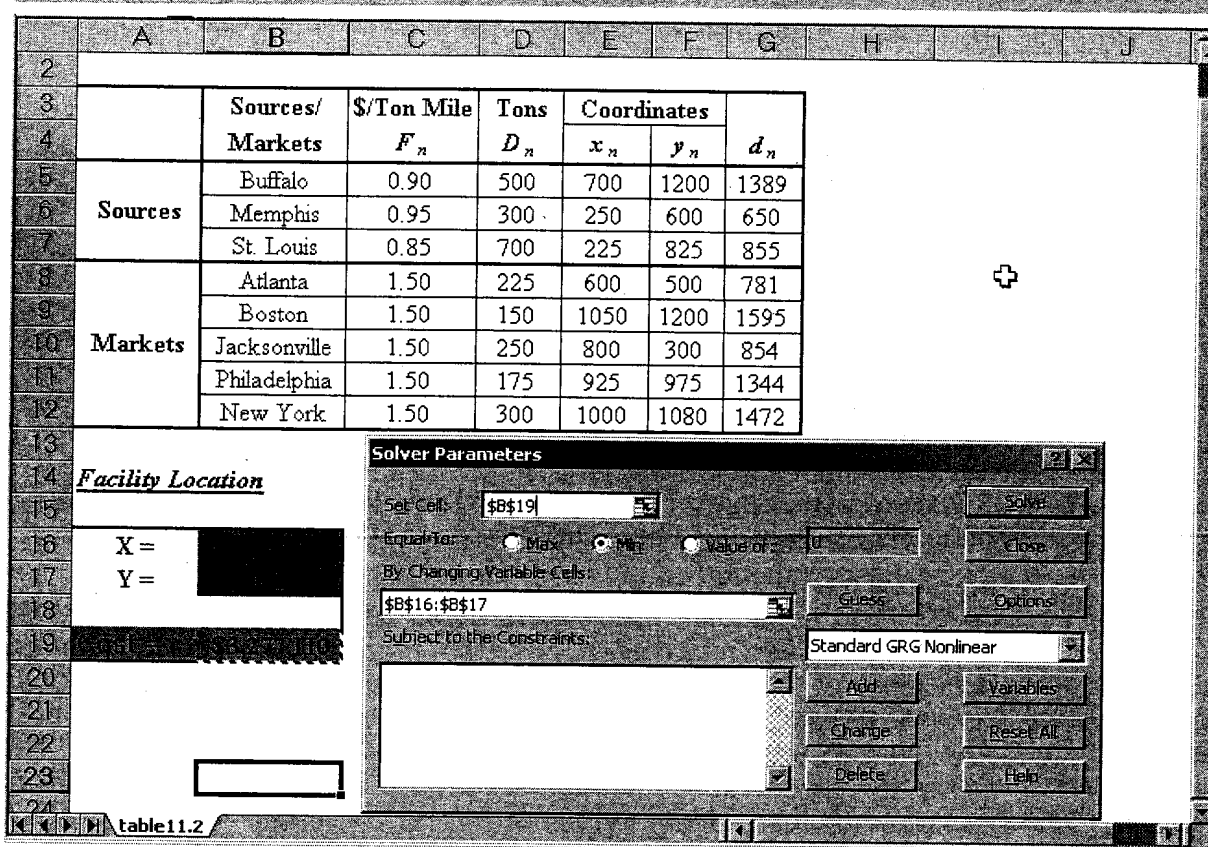 A B C D E F G H I J
2
3 Sources/ $/Ton Mile Tons Coordinates
4 Markets F n D n x n y n d n
5 Buffalo 0.90 500 700 1200 1389
6 Sources Memphis 0.95 300 250 600 650
7 St. Louis 0.85 700 225 825 855
8 Atlanta 1.50 225 600 500 781
9 Boston 1.50 150 1050 1200 1595
10 Markets Jacksonville 1.50 250 800 300 854
11 Philadelphia 1.50 175 925 975 1344
12 New York 1.50 300 1000 1080 1472
13
14 Facility Location
15
16 X =
17 Y =
18
19
20
21
22
23
24
Solver Parameters
Set Cell: $B$19 Solve
Equal To: Max Min Value of: 0 Close
By Changing Variable Cells:
$B$16:$B$17 Guess Options
Subject to the Constraints: Standard GRG Nonlinear
Add Variables
Change Reset All
Delete Help
table11.2